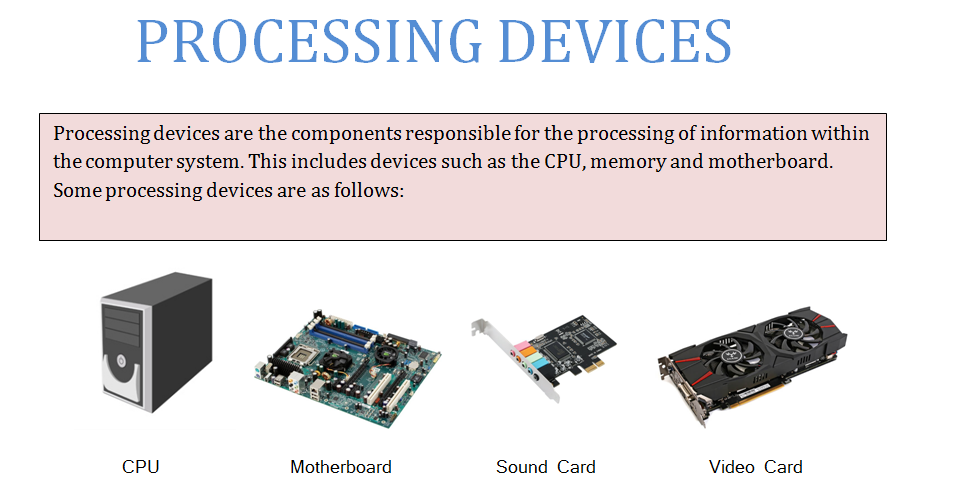 PROCESSING DEVICES
Processing devices are the components responsible for the processing of information within
the computer system. This includes devices such as the CPU, memory and motherboard.
Some processing devices are as follows:
CPU
Motherboard
Sound Card
Video Card